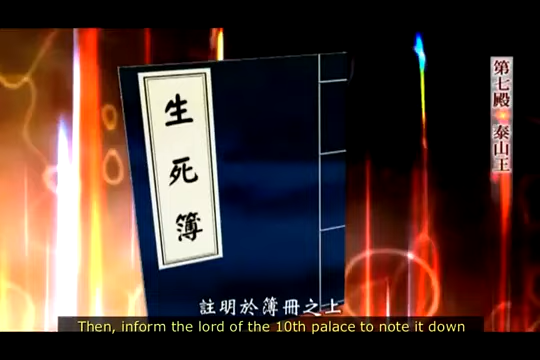 生死簿
第七殿 泰山王
註明於簿冊之上
Then, inform the lord of the 10th palace to note it down